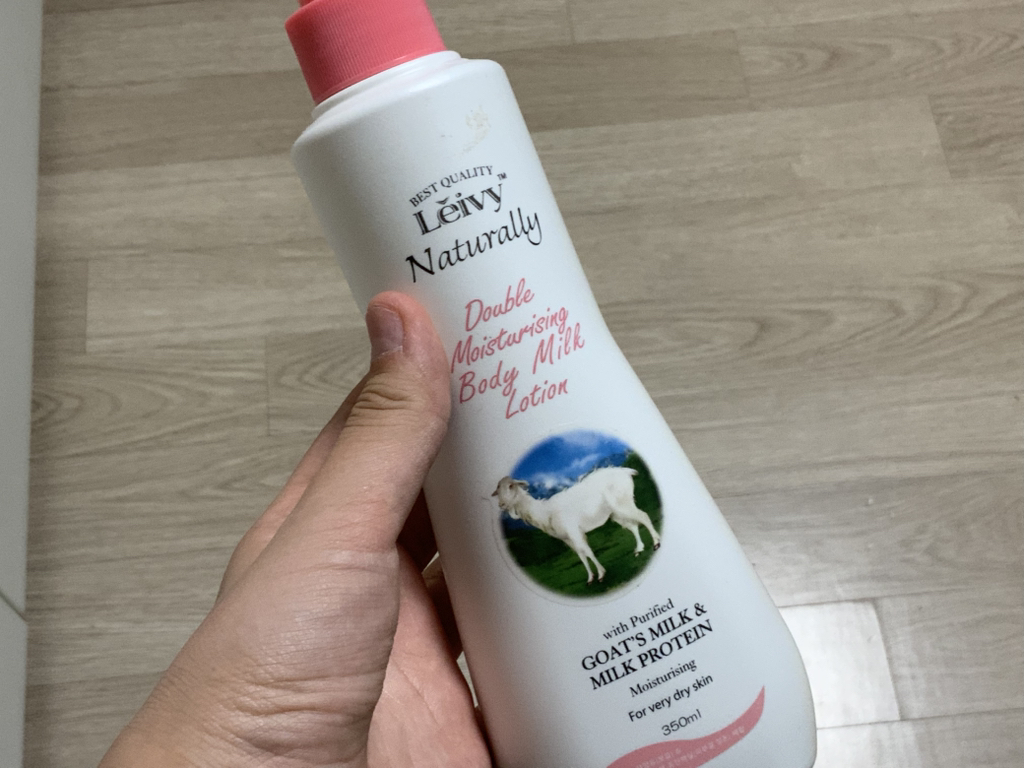 BEST QUALITY
Leivy™
Naturally
Double
Moisturising
Body Milk
Lotion
with Purified
GOAT'S MILK &
MILK PROTEIN
Moisturising
For very dry skin
350ml